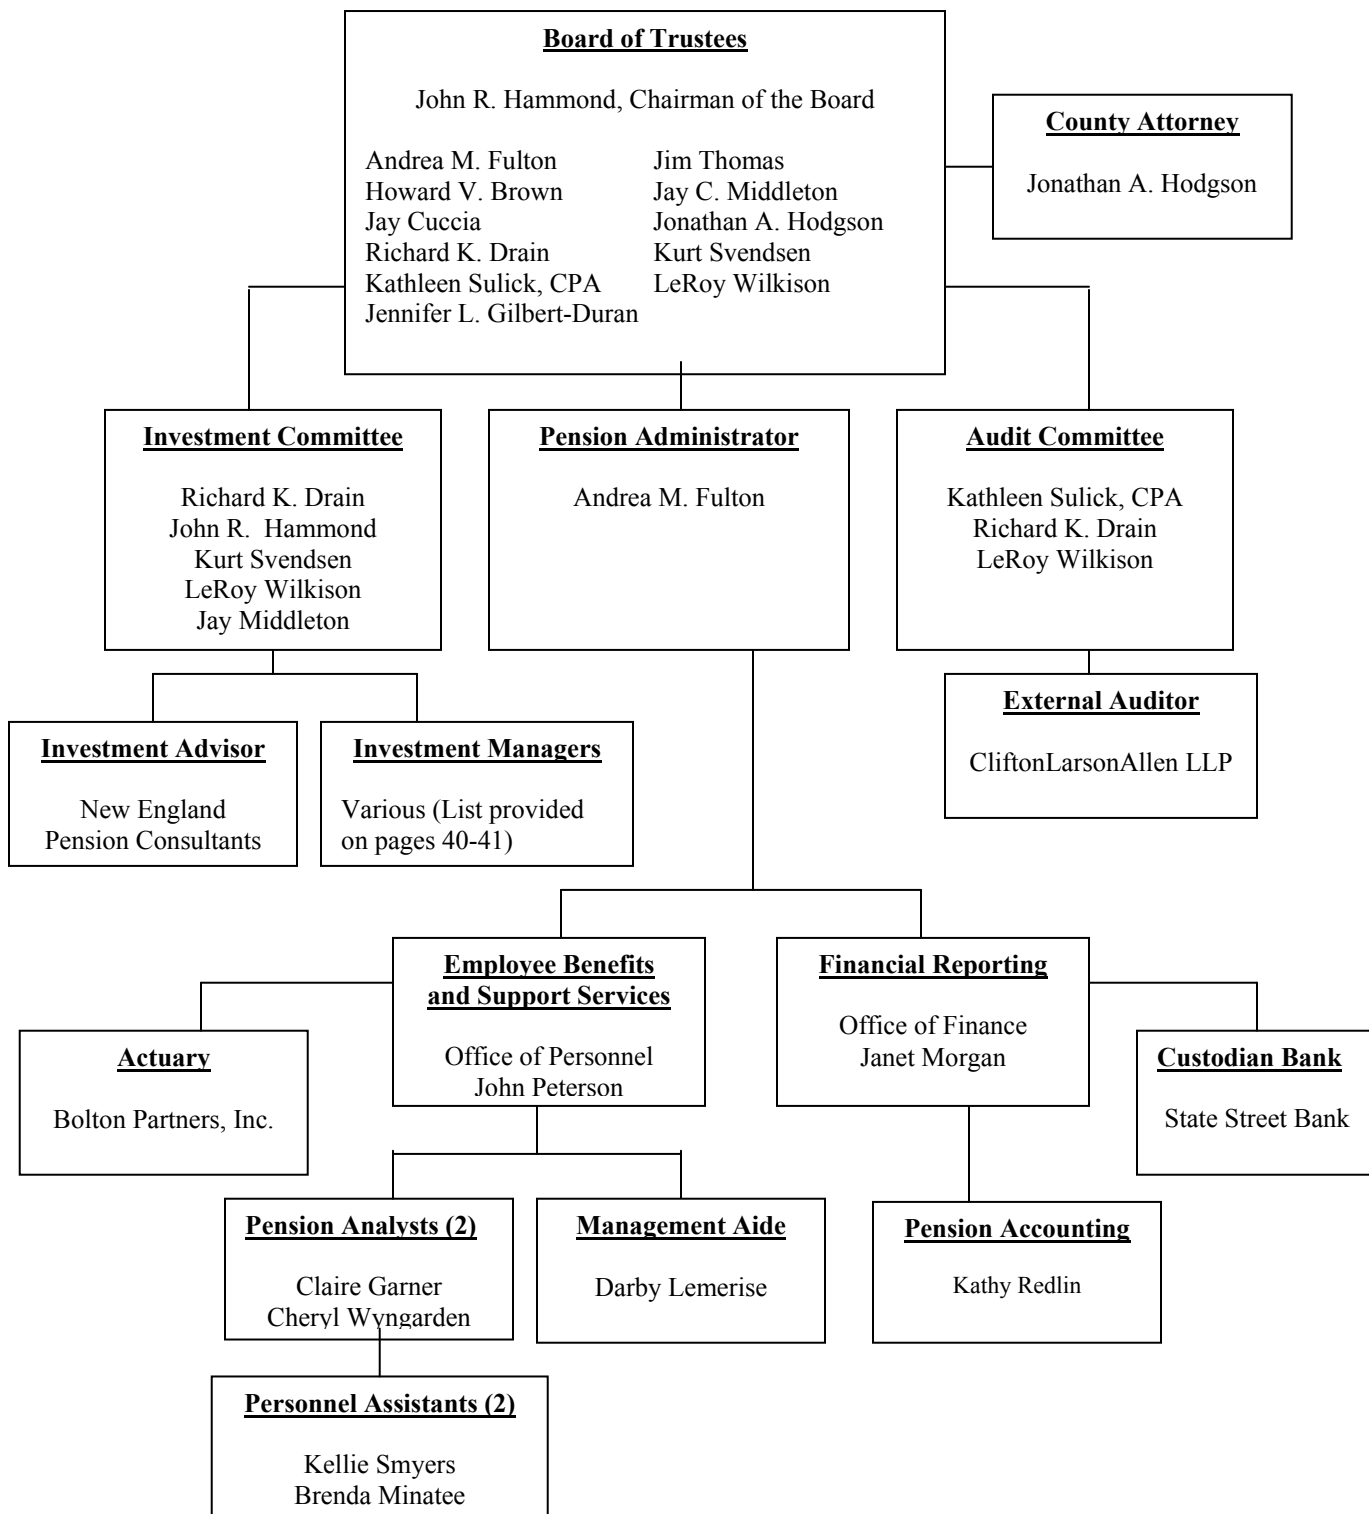 Board of Trustees
John R. Hammond, Chairman of the Board
Andrea M. Fulton
Howard V. Brown
Jay Cuccia
Richard K. Drain
Kathleen Sulick, CPA
Jennifer L. Gilbert-Duran
Jim Thomas
Jay C. Middleton
Jonathan A. Hodgson
Kurt Svendsen
LeRoy Wilkison
County Attorney
Jonathan A. Hodgson
Investment Committee
Richard K. Drain
John R. Hammond
Kurt Svendsen
LeRoy Wilkison
Jay Middleton
Pension Administrator
Andrea M. Fulton
Audit Committee
Kathleen Sulick, CPA
Richard K. Drain
LeRoy Wilkison
Investment Advisor
New England
Pension Consultants
Investment Managers
Various (List provided
on pages 40-41)
External Auditor
CliftonLarsonAllen LLP
Employee Benefits
and Support Services
Office of Personnel
John Peterson
Financial Reporting
Office of Finance
Janet Morgan
Actuary
Bolton Partners, Inc.
Custodian Bank
State Street Bank
Pension Analysts (2)
Claire Garner
Cheryl Wyngarden
Management Aide
Darby Lemerise
Pension Accounting
Kathy Redlin
Personnel Assistants (2)
Kellie Smyers
Brenda Minatee